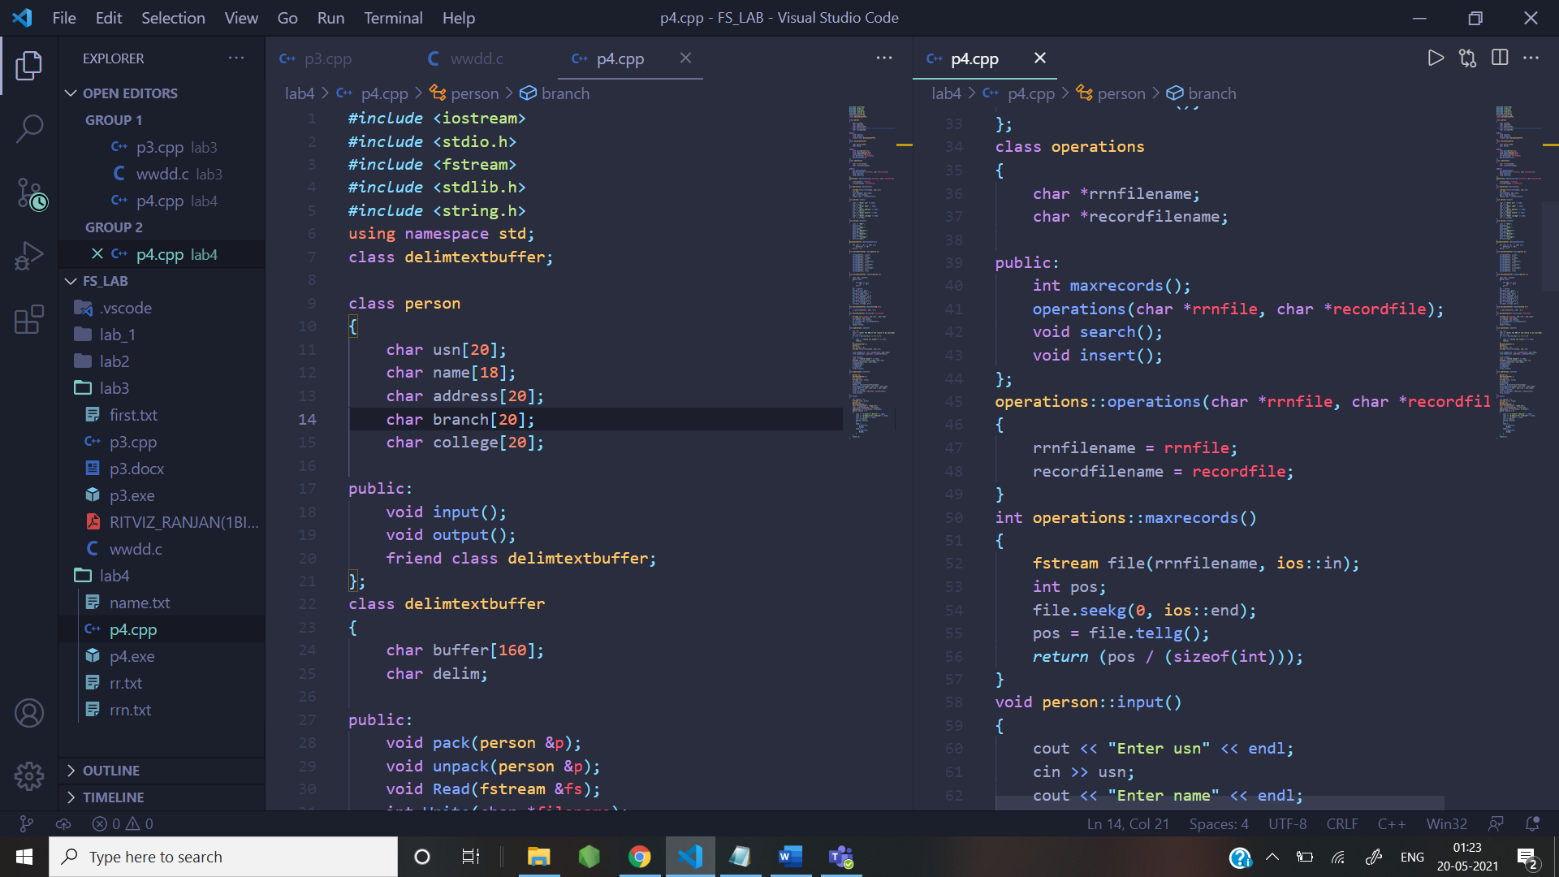 File Edit Selection View Go Run Terminal Help
p4.cpp - FS_LAB - Visual Studio Code
EXPLORER
OPEN EDITORS
GROUP 1
p3.cpp lab3
wwdd.c lab3
p4.cpp lab4
GROUP 2
p4.cpp lab4
FS_LAB
.vscode
lab_1
lab2
lab3
first.txt
p3.cpp
p3.docx
p3.exe
RITVIZ_RANJAN(1BI...
wwdd.c
lab4
name.txt
p4.cpp
p4.exe
rr.txt
rrn.txt
OUTLINE
TIMELINE
p3.cpp
wwdd.c
p4.cpp
lab4 > p4.cpp > person > branch
1 #include <iostream>
2 #include <stdio.h>
3 #include <fstream>
4 #include <stdlib.h>
5 #include <string.h>
6 using namespace std;
7 class delimtextbuffer;
8
9 class person
10 {
11 char usn[20];
12 char name[18];
13 char address[20];
14 char branch[20];
15 char college[20];
16
17 public:
18 void input();
19 void output();
20 friend class delimtextbuffer;
21 };
22 class delimtextbuffer
23 {
24 char buffer[160];
25 char delim;
26
27 public:
28 void pack(person &p);
29 void unpack(person &p);
30 void Read(fstream &fs);
int Write(char *filename);
p4.cpp
lab4 > p4.cpp > person > branch
33 };
34 class operations
35 {
36 char *rrnfilename;
37 char *recordfilename;
38
39 public:
40 int maxrecords();
41 operations(char *rrnfile, char *recordfile);
42 void search();
43 void insert();
44 };
45 operations::operations(char *rrnfile, char *recordfil
46 {
47 rrnfilename = rrnfile;
48 recordfilename = recordfile;
49 }
50 int operations::maxrecords()
51 {
52 fstream file(rrnfilename, ios::in);
53 int pos;
54 file.seekg(0, ios::end);
55 pos = file.tellg();
56 return (pos / (sizeof(int)));
57 }
58 void person::input()
59 {
60 cout << "Enter usn" << endl;
61 cin >> usn;
62 cout << "Enter name" << endl;
0 0
Ln 14, Col 21 Spaces: 4 UTF-8 CRLF C++ Win32
Type here to search
ENG
01:23
20-05-2021
2